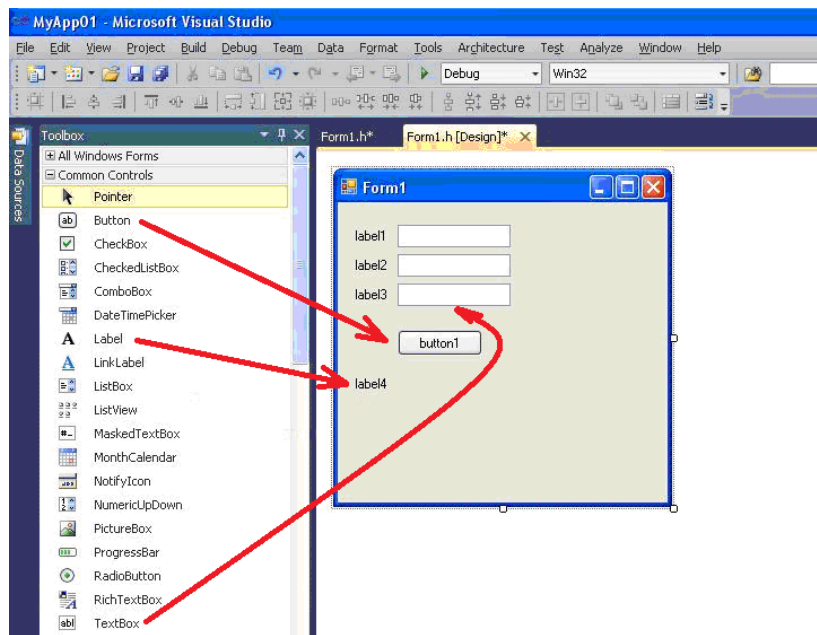 MyApp01 - Microsoft Visual Studio
File Edit View Project Build Debug Team Data Format Tools Architecture Test Analyze Window Help
Debug Win32
Toolbox
Form1.h* Form1.h [Design]*
Data Sources
All Windows Forms
Common Controls
Pointer
Button
CheckBox
CheckedListBox
ComboBox
DateTimePicker
Label
LinkLabel
ListBox
ListView
MaskedTextBox
MonthCalendar
NotifyIcon
NumericUpDown
PictureBox
ProgressBar
RadioButton
RichTextBox
TextBox
Form1
label1
label2
label3
button1
label4